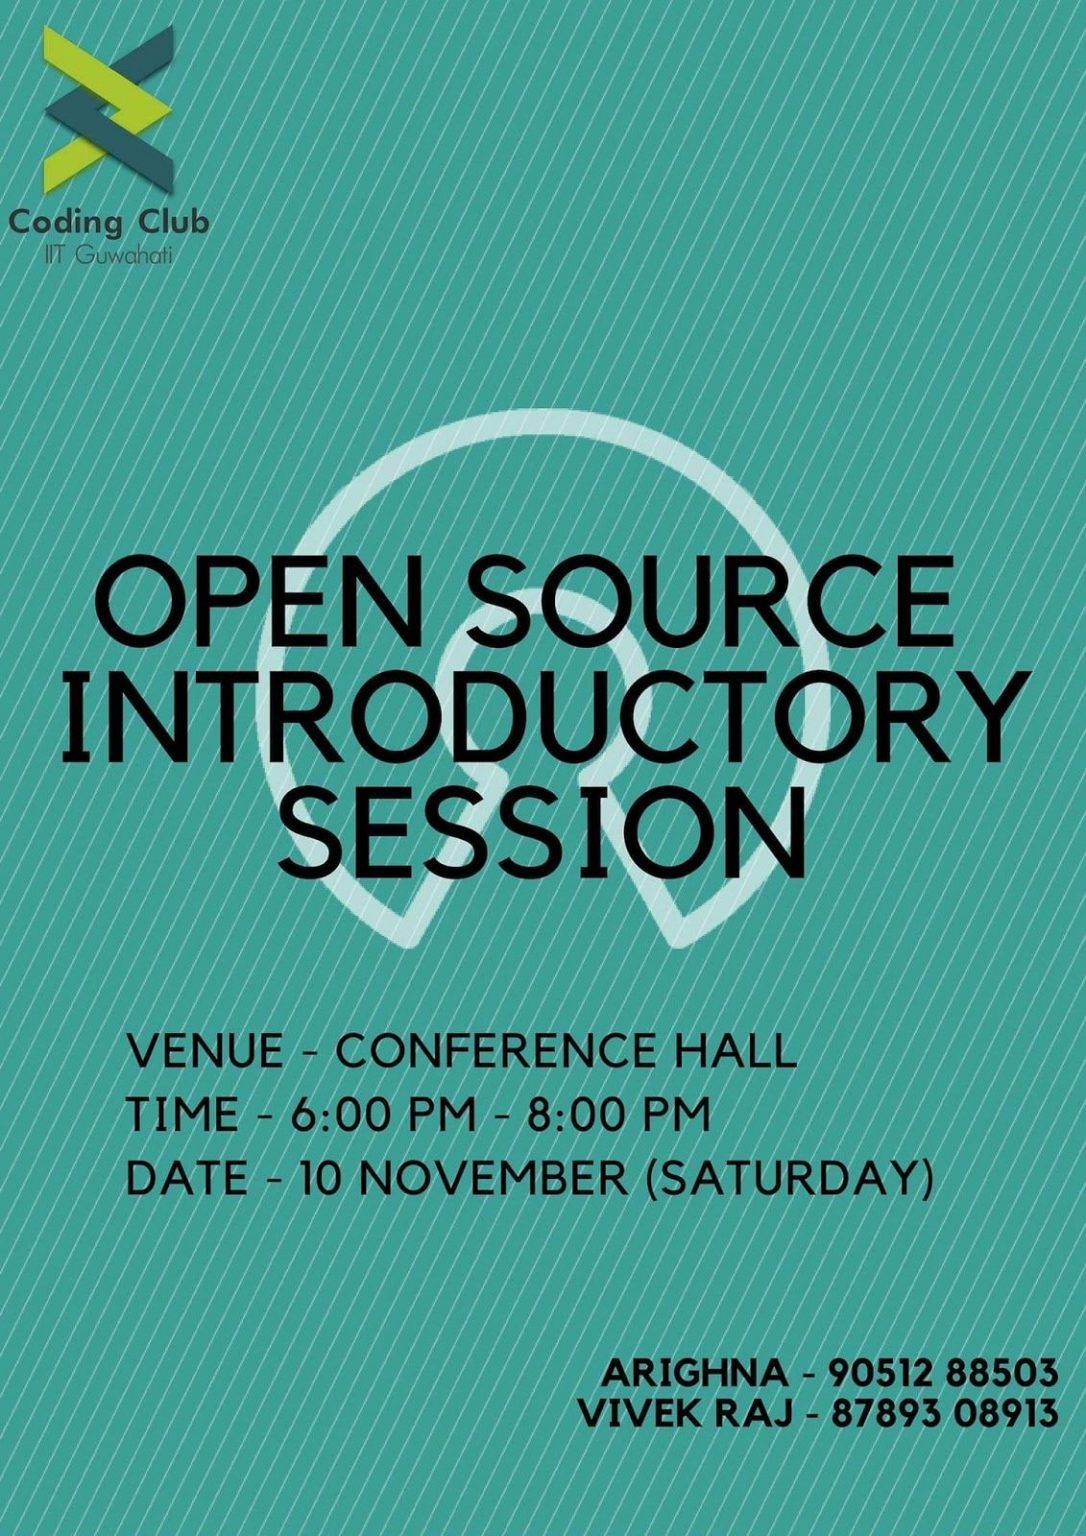 Coding Club
IIT Guwahati
OPEN SOURCE
INTRODUCTORY
SESSION
VENUE - CONFERENCE HALL
TIME - 6:00 PM - 8:00 PM
DATE - 10 NOVEMBER (SATURDAY)
ARIGHNA - 90512 88503
VIVEK RAJ - 87893 08913